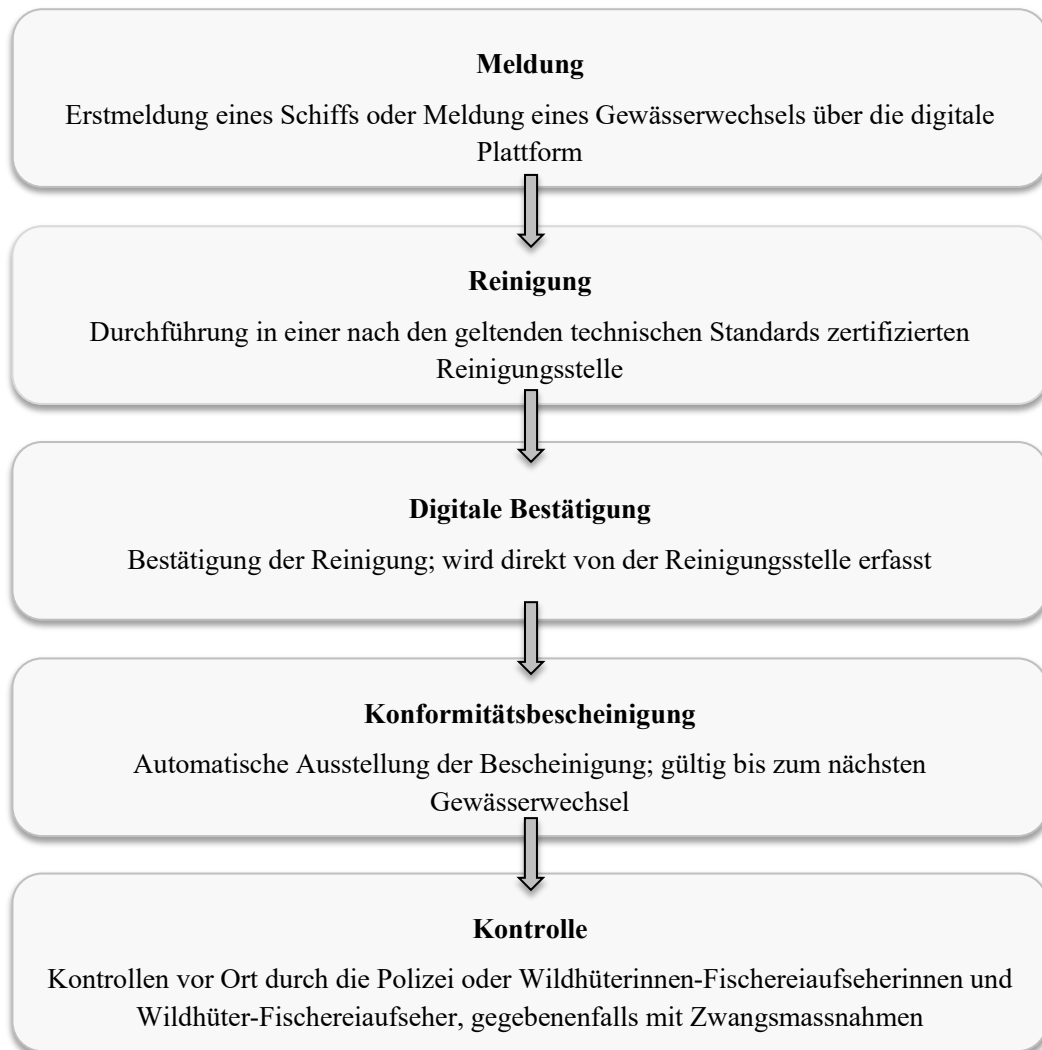 Meldung
Erstmeldung eines Schiffs oder Meldung eines Gewässerwechsels über die digitale
Plattform
Reinigung
Durchführung in einer nach den geltenden technischen Standards zertifizierten
Reinigungsstelle
Digitale Bestätigung
Bestätigung der Reinigung; wird direkt von der Reinigungsstelle erfasst
Konformitätsbescheinigung
Automatische Ausstellung der Bescheinigung; gültig bis zum nächsten
Gewässerwechsel
Kontrolle
Kontrollen vor Ort durch die Polizei oder Wildhüterinnen-Fischereiaufseherinnen und
Wildhüter-Fischereiaufseher, gegebenenfalls mit Zwangsmassnahmen